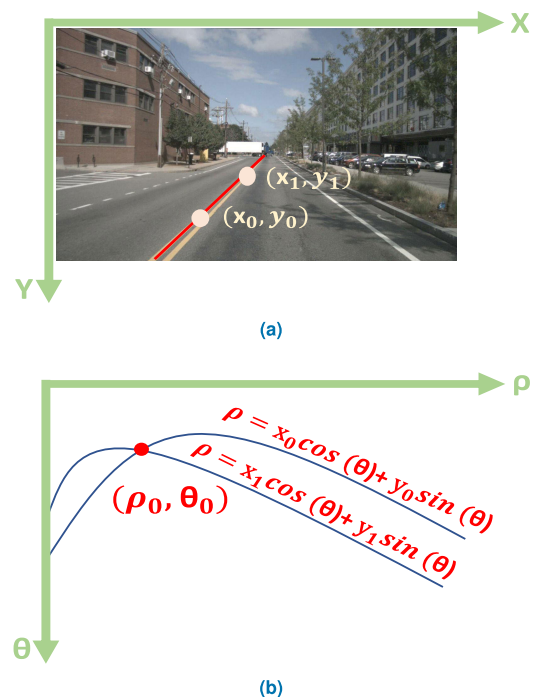 X
(x₁, y₁)
(x₀, y₀)
Y
(a)
ρ
ρ = x₀cos (θ)+ y₀sin (θ)
ρ = x₁cos (θ)+ y₁sin (θ)
(ρ₀, θ₀)
θ
(b)